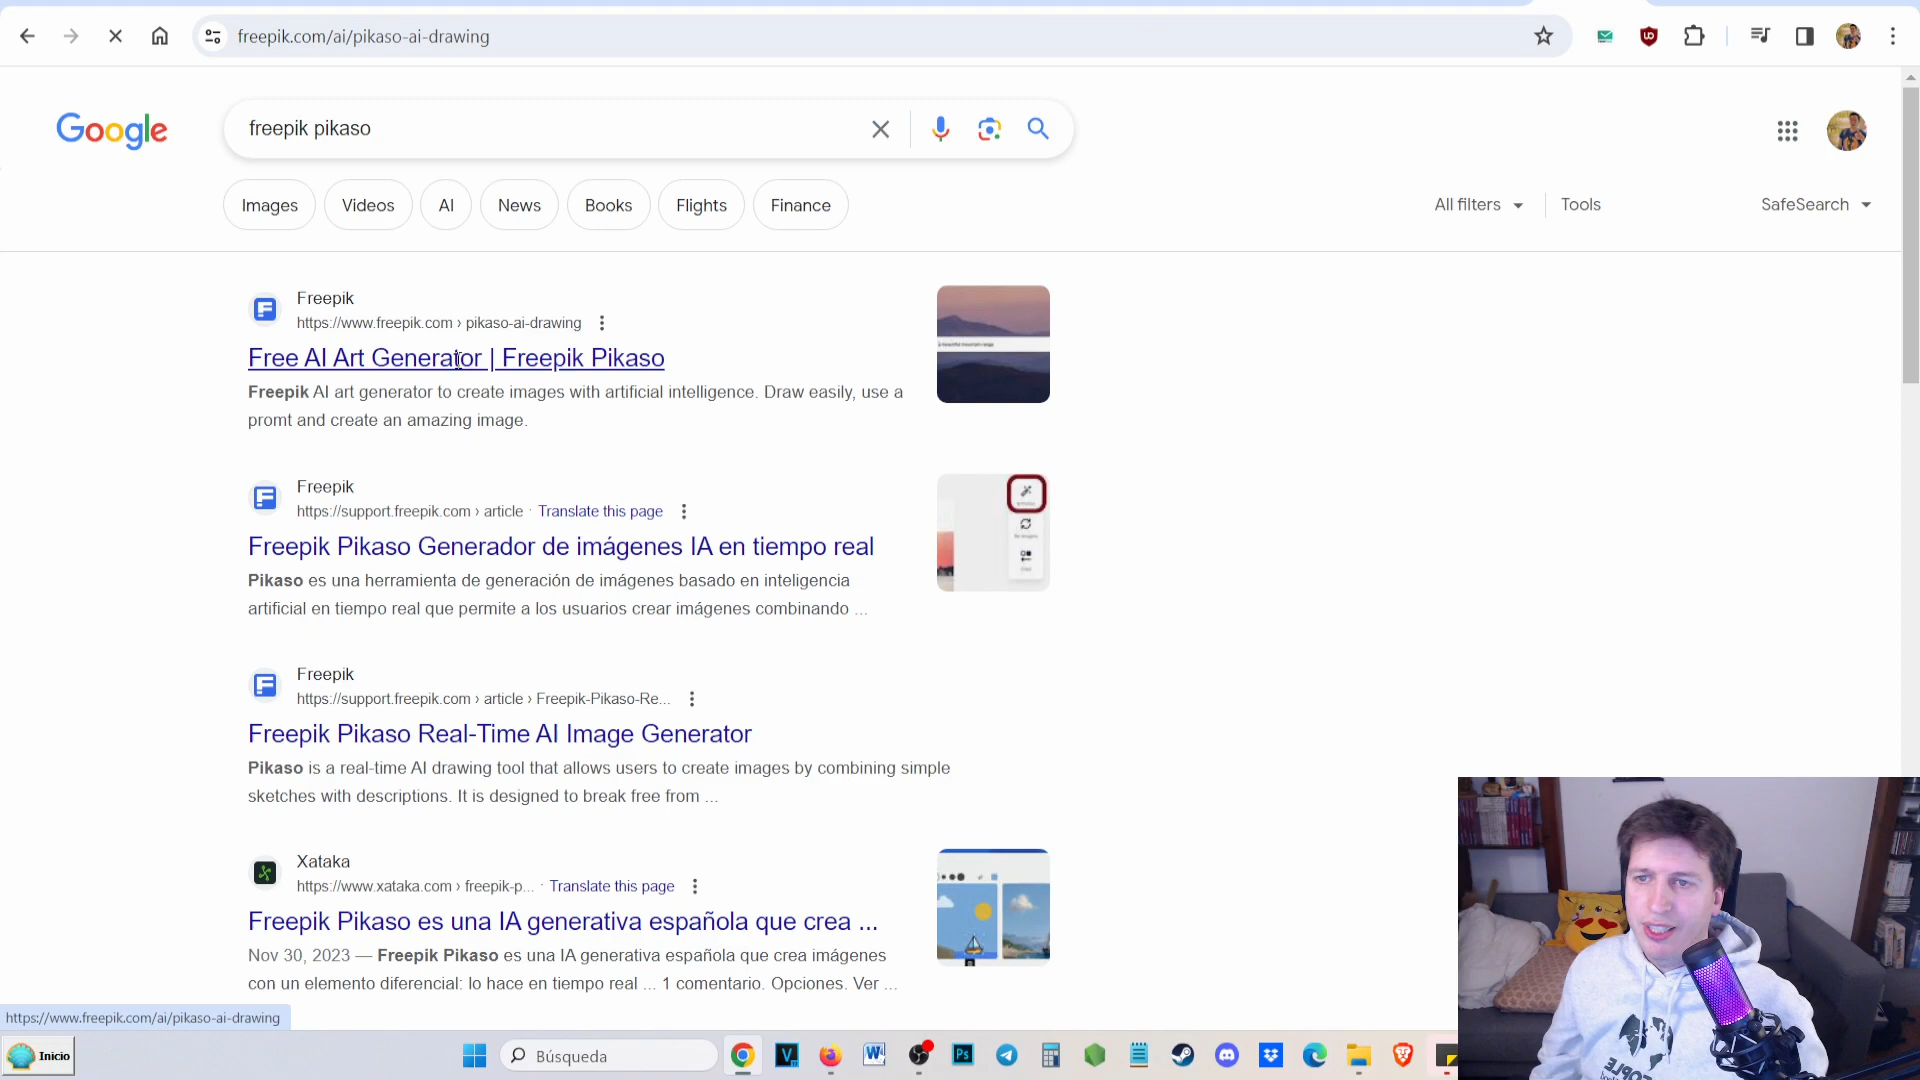 freepik.com/ai/pikaso-ai-drawing
Google
freepik pikaso
Images
Videos
AI
News
Books
Flights
Finance
All filters
Tools
SafeSearch
Freepik
https://www.freepik.com › pikaso-ai-drawing
Free AI Art Generator | Freepik Pikaso
Freepik AI art generator to create images with artificial intelligence. Draw easily, use a
promt and create an amazing image.
Freepik
https://support.freepik.com › article · Translate this page
Freepik Pikaso Generador de imágenes IA en tiempo real
Pikaso es una herramienta de generación de imágenes basado en inteligencia
artificial en tiempo real que permite a los usuarios crear imágenes combinando ...
Freepik
https://support.freepik.com › article › Freepik-Pikaso-Re...
Freepik Pikaso Real-Time AI Image Generator
Pikaso is a real-time AI drawing tool that allows users to create images by combining simple
sketches with descriptions. It is designed to break free from ...
Xataka
https://www.xataka.com › freepik-p... · Translate this page
Freepik Pikaso es una IA generativa española que crea ...
Nov 30, 2023 — Freepik Pikaso es una IA generativa española que crea imágenes
con un elemento diferencial: lo hace en tiempo real ... 1 comentario. Opciones. Ver ...
https://www.freepik.com/ai/pikaso-ai-drawing
Inicio
Búsqueda
Ps